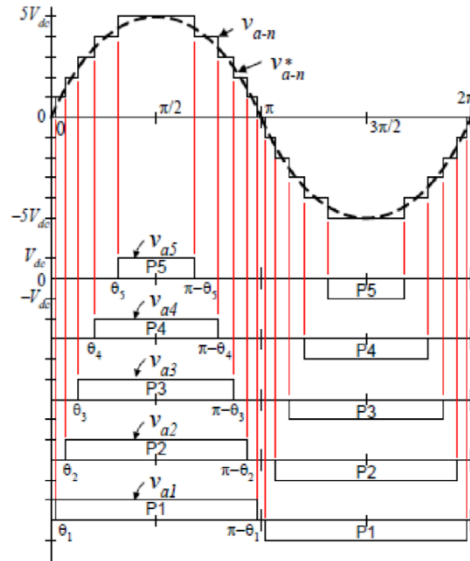 5V_dc
v_a-n
v*_a-n
0 0 π/2 π 3π/2 2π
-5V_dc
V_dc v_a5
0 P5 P5
-V_dc θ_5 π-θ_5
v_a4
P4 P4
θ_4 π-θ_4
v_a3
P3 P3
θ_3 π-θ_3
v_a2
P2 P2
θ_2 π-θ_2
v_a1
P1
θ_1 π-θ_1 P1